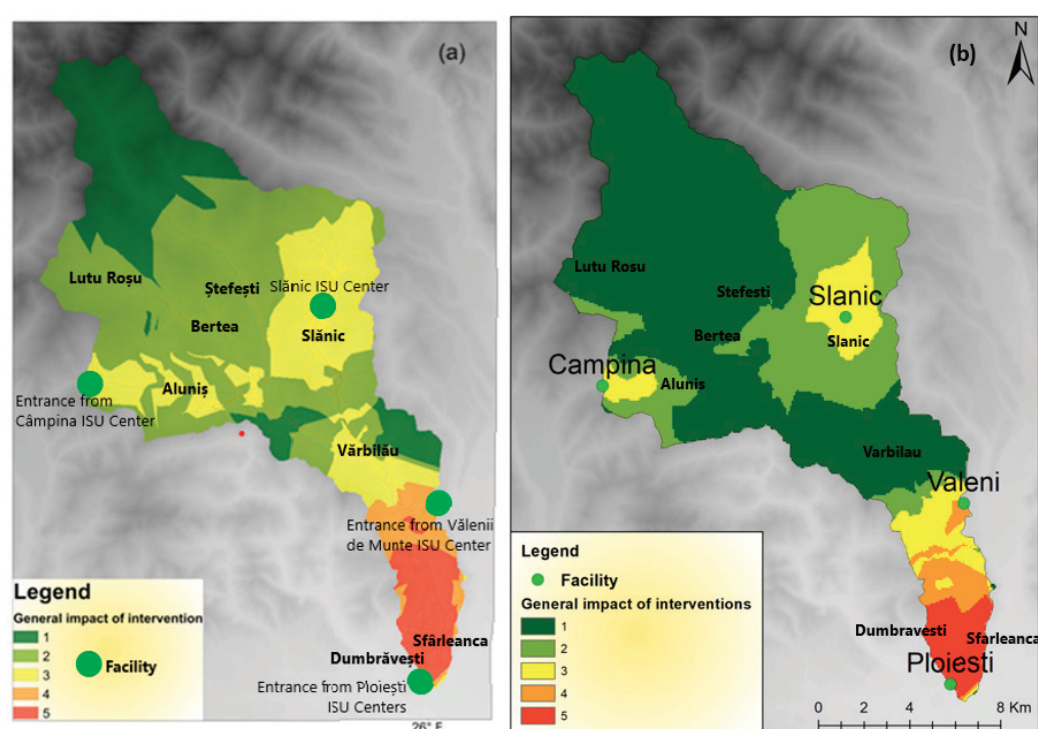 (a)
Lutu Roșu
Ștefești
Slănic ISU Center
Bertea
Slănic
Aluniș
Entrance from
Câmpina ISU Center
Vărbilău
Entrance from Vălenii
de Munte ISU Center
Legend
General impact of intervention
1
2
3
4
5
Facility
Sfârleanca
Dumbrăvești
Entrance from Ploiești
ISU Centers
(b)
N
Lutu Rosu
Stefesti
Slanic
Bertea
Slanic
Campina
Alunis
Varbilau
Valeni
Legend
Facility
General impact of interventions
1
2
3
4
5
Dumbravesti
Sfarleanca
Ploiesti
0 2 4 8 Km